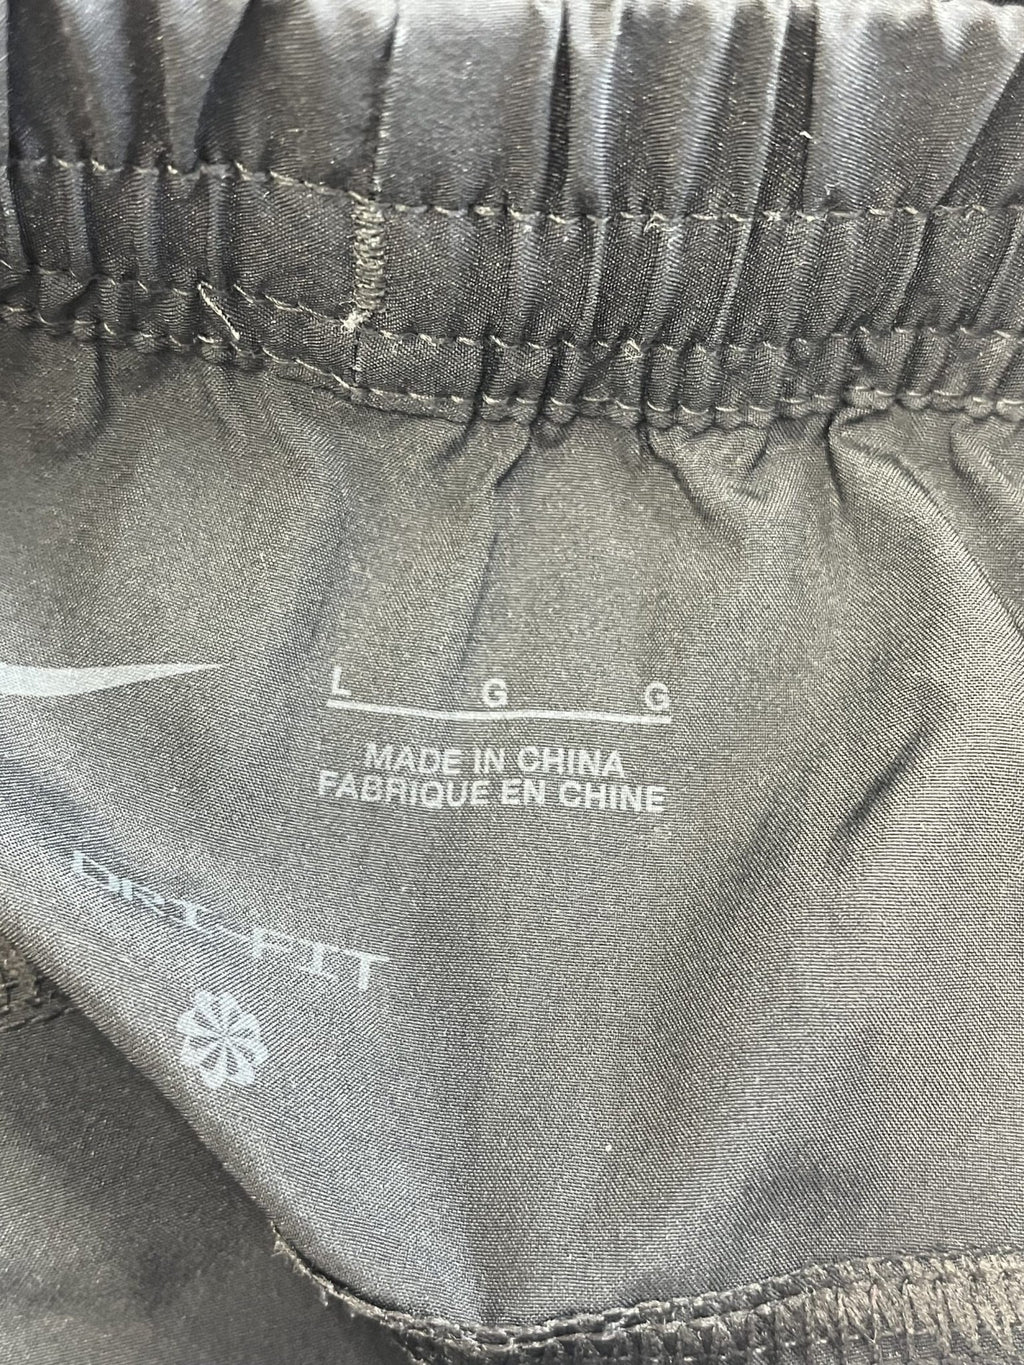 L G G
MADE IN CHINA
FABRIQUE EN CHINE
DRI-FIT